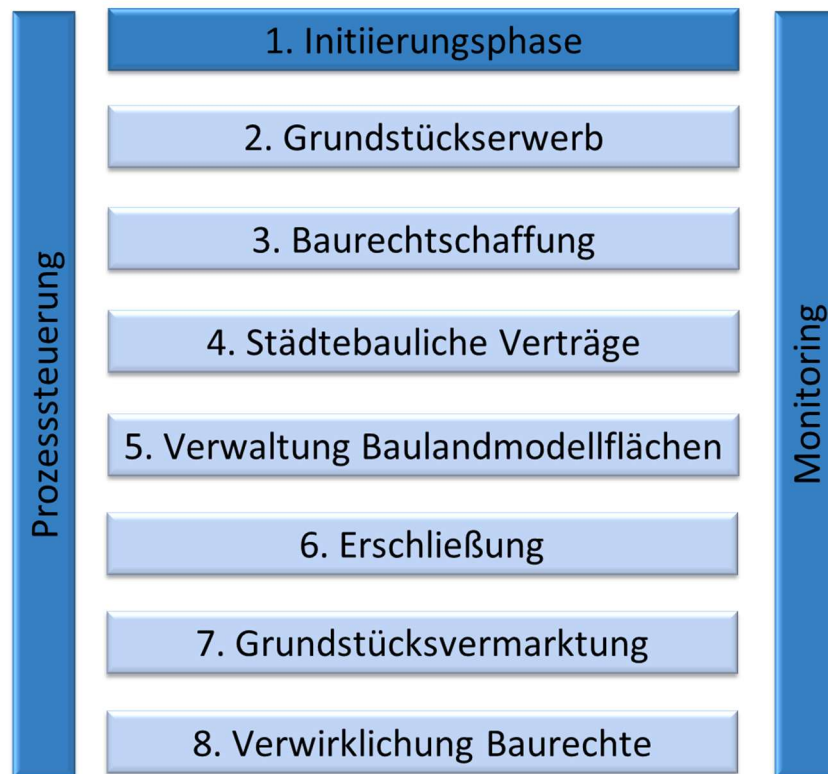 Prozesssteuerung
1. Initiierungsphase
2. Grundstückserwerb
3. Baurechtschaffung
4. Städtebauliche Verträge
5. Verwaltung Baulandmodellflächen
6. Erschließung
7. Grundstücksvermarktung
8. Verwirklichung Baurechte
Monitoring